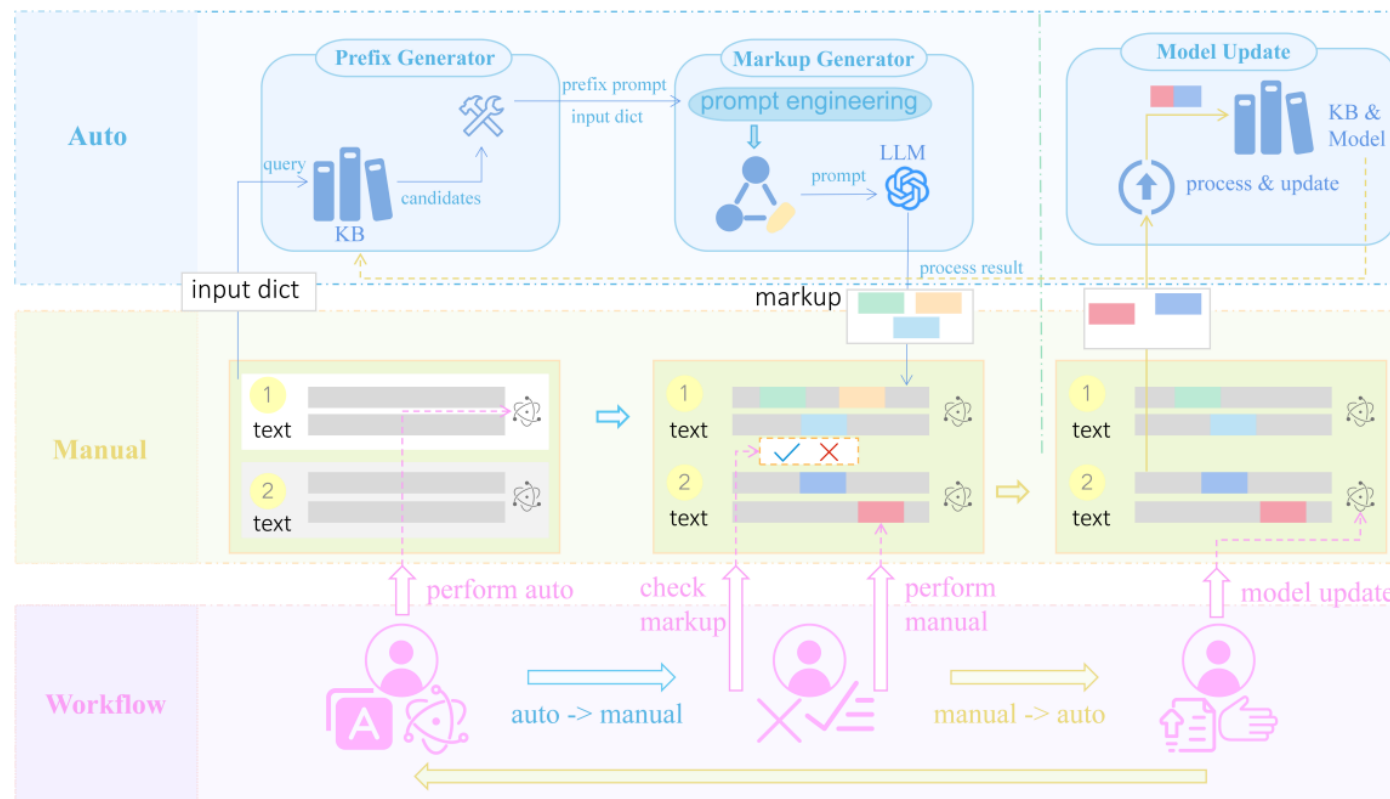 Prefix Generator
Markup Generator
Model Update
prefix prompt
input dict
prompt engineering
Auto
query
candidates
KB
prompt
LLM
KB &
Model
process & update
process result
input dict
markup
Manual
1
text
2
text
1
text
2
text
1
text
2
text
perform auto
check
markup
perform
manual
model update
Workflow
A
auto -> manual
manual -> auto